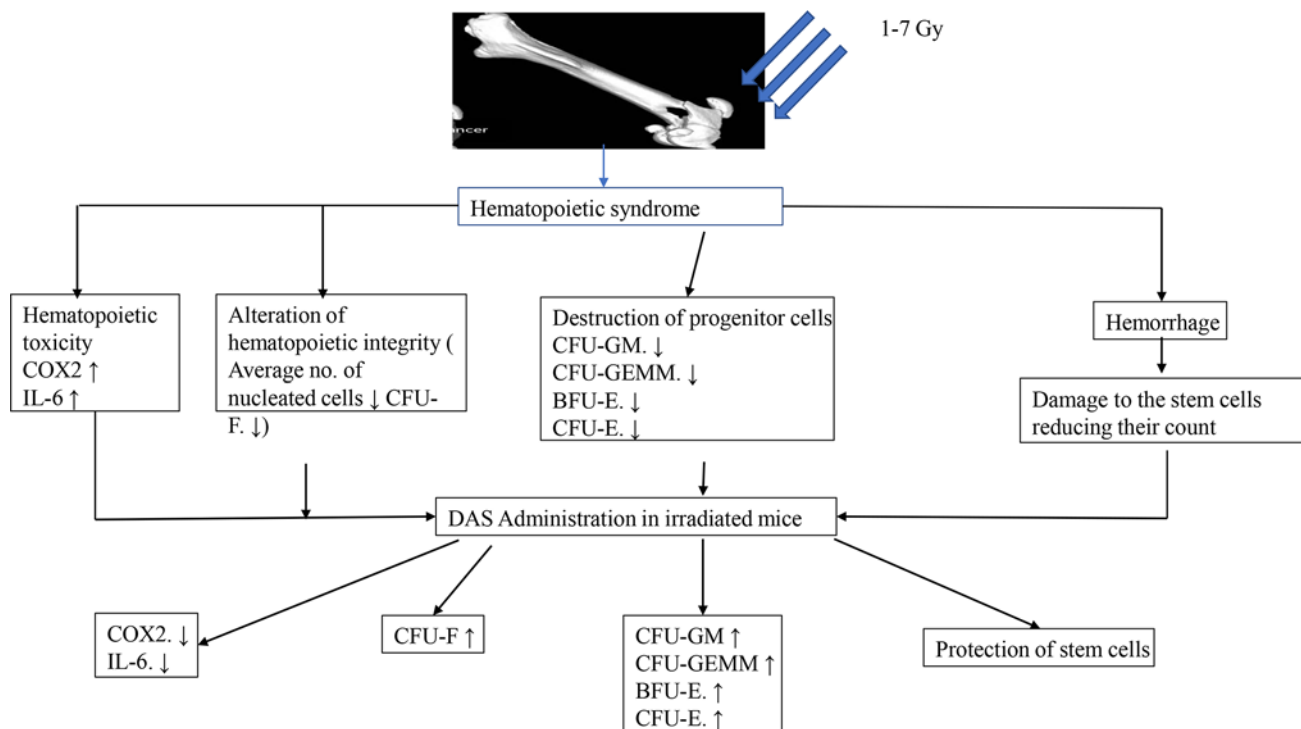 1-7 Gy
ancer
Hematopoietic syndrome
Hematopoietic
toxicity
COX2 ↑
IL-6 ↑
Alteration of
hematopoietic integrity (
Average no. of
nucleated cells ↓ CFU-
F. ↓)
Destruction of progenitor cells
CFU-GM. ↓
CFU-GEMM. ↓
BFU-E. ↓
CFU-E. ↓
Hemorrhage
Damage to the stem cells
reducing their count
DAS Administration in irradiated mice
COX2. ↓
IL-6. ↓
CFU-F ↑
CFU-GM ↑
CFU-GEMM ↑
BFU-E. ↑
CFU-E. ↑
Protection of stem cells